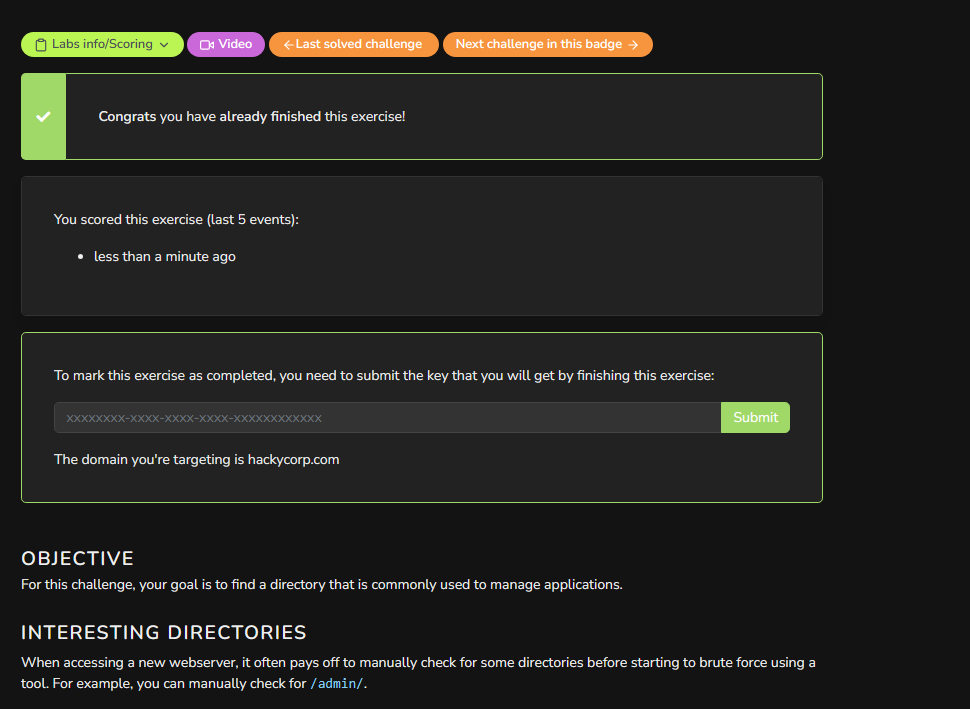 Labs info/Scoring Video Last solved challenge Next challenge in this badge
Congrats you have already finished this exercise!
You scored this exercise (last 5 events):
less than a minute ago
To mark this exercise as completed, you need to submit the key that you will get by finishing this exercise:
xxxxxxxx-xxxx-xxxx-xxxx-xxxxxxxxxxxx Submit
The domain you're targeting is hackycorp.com
OBJECTIVE
For this challenge, your goal is to find a directory that is commonly used to manage applications.
INTERESTING DIRECTORIES
When accessing a new webserver, it often pays off to manually check for some directories before starting to brute force using a
tool. For example, you can manually check for /admin/.